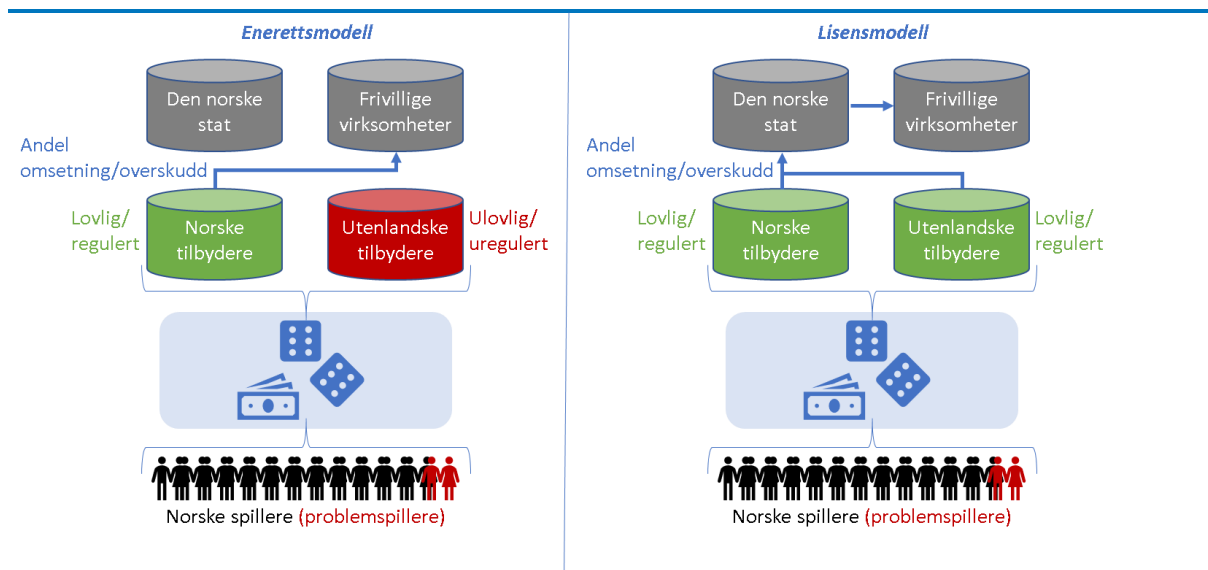 Enerettsmodell
Den norske
stat
Frivillige
virksomheter
Andel
omsetning/overskudd
Lovlig/
regulert
Norske
tilbydere
Utenlandske
tilbydere
Ulovlig/
uregulert
Norske spillere (problemspillere)
Lisensmodell
Den norske
stat
Frivillige
virksomheter
Andel
omsetning/overskudd
Lovlig/
regulert
Norske
tilbydere
Utenlandske
tilbydere
Lovlig/
regulert
Norske spillere (problemspillere)